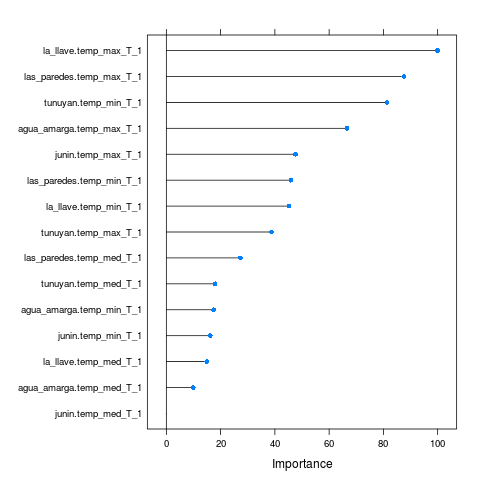 la_llave.temp_max_T_1
las_paredes.temp_max_T_1
tunuyan.temp_min_T_1
agua_amarga.temp_max_T_1
junin.temp_max_T_1
las_paredes.temp_min_T_1
la_llave.temp_min_T_1
tunuyan.temp_max_T_1
las_paredes.temp_med_T_1
tunuyan.temp_med_T_1
agua_amarga.temp_min_T_1
junin.temp_min_T_1
la_llave.temp_med_T_1
agua_amarga.temp_med_T_1
junin.temp_med_T_1
0 20 40 60 80 100
Importance